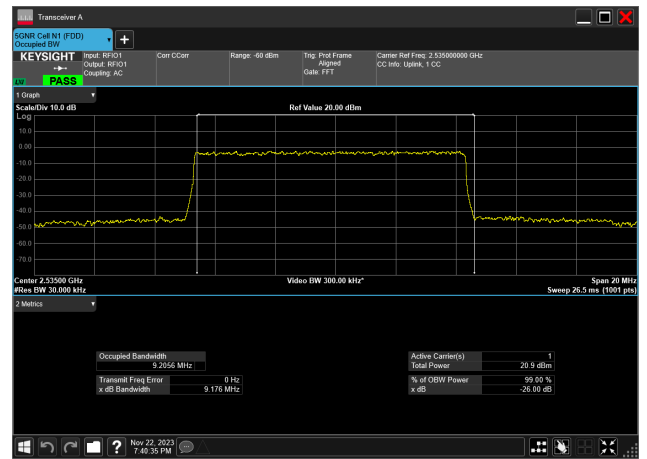 Transceiver A
5GNR Cell N1 (FDD)
Occupied BW
KEYSIGHT
LW PASS
Input: RFIO1
Output: RFIO1
Coupling: AC
Corr CCorr
Range: -60 dBm
Trig: Prot Frame
Aligned
Gate: FFT
Carrier Ref Freq: 2.535000000 GHz
CC Info: Uplink, 1 CC
1 Graph
Scale/Div 10.0 dB
Ref Value 20.00 dBm
Log
10.0
0.00
-10.0
-20.0
-30.0
-40.0
-50.0
-60.0
-70.0
Center 2.53500 GHz
Video BW 300.00 kHz*
Span 20 MHz
#Res BW 30.000 kHz
Sweep 26.5 ms (1001 pts)
2 Metrics
Occupied Bandwidth
9.2056 MHz
Transmit Freq Error 0 Hz
x dB Bandwidth 9.176 MHz
Active Carrier(s) 1
Total Power 20.9 dBm
% of OBW Power 99.00 %
x dB -26.00 dB
Nov 22, 2023
7:40:35 PM